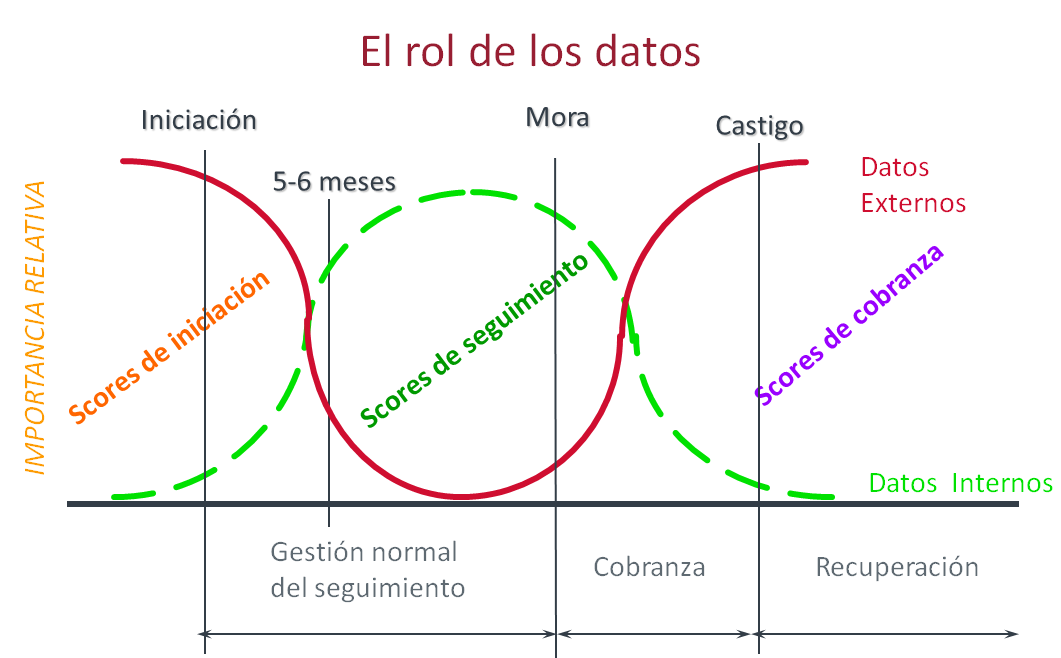 El rol de los datos
Iniciación
Mora
Castigo
5-6 meses
Datos
Externos
IMPORTANCIA RELATIVA
Scores de iniciación
Scores de seguimiento
Scores de cobranza
Datos Internos
Gestión normal
del seguimiento
Cobranza
Recuperación